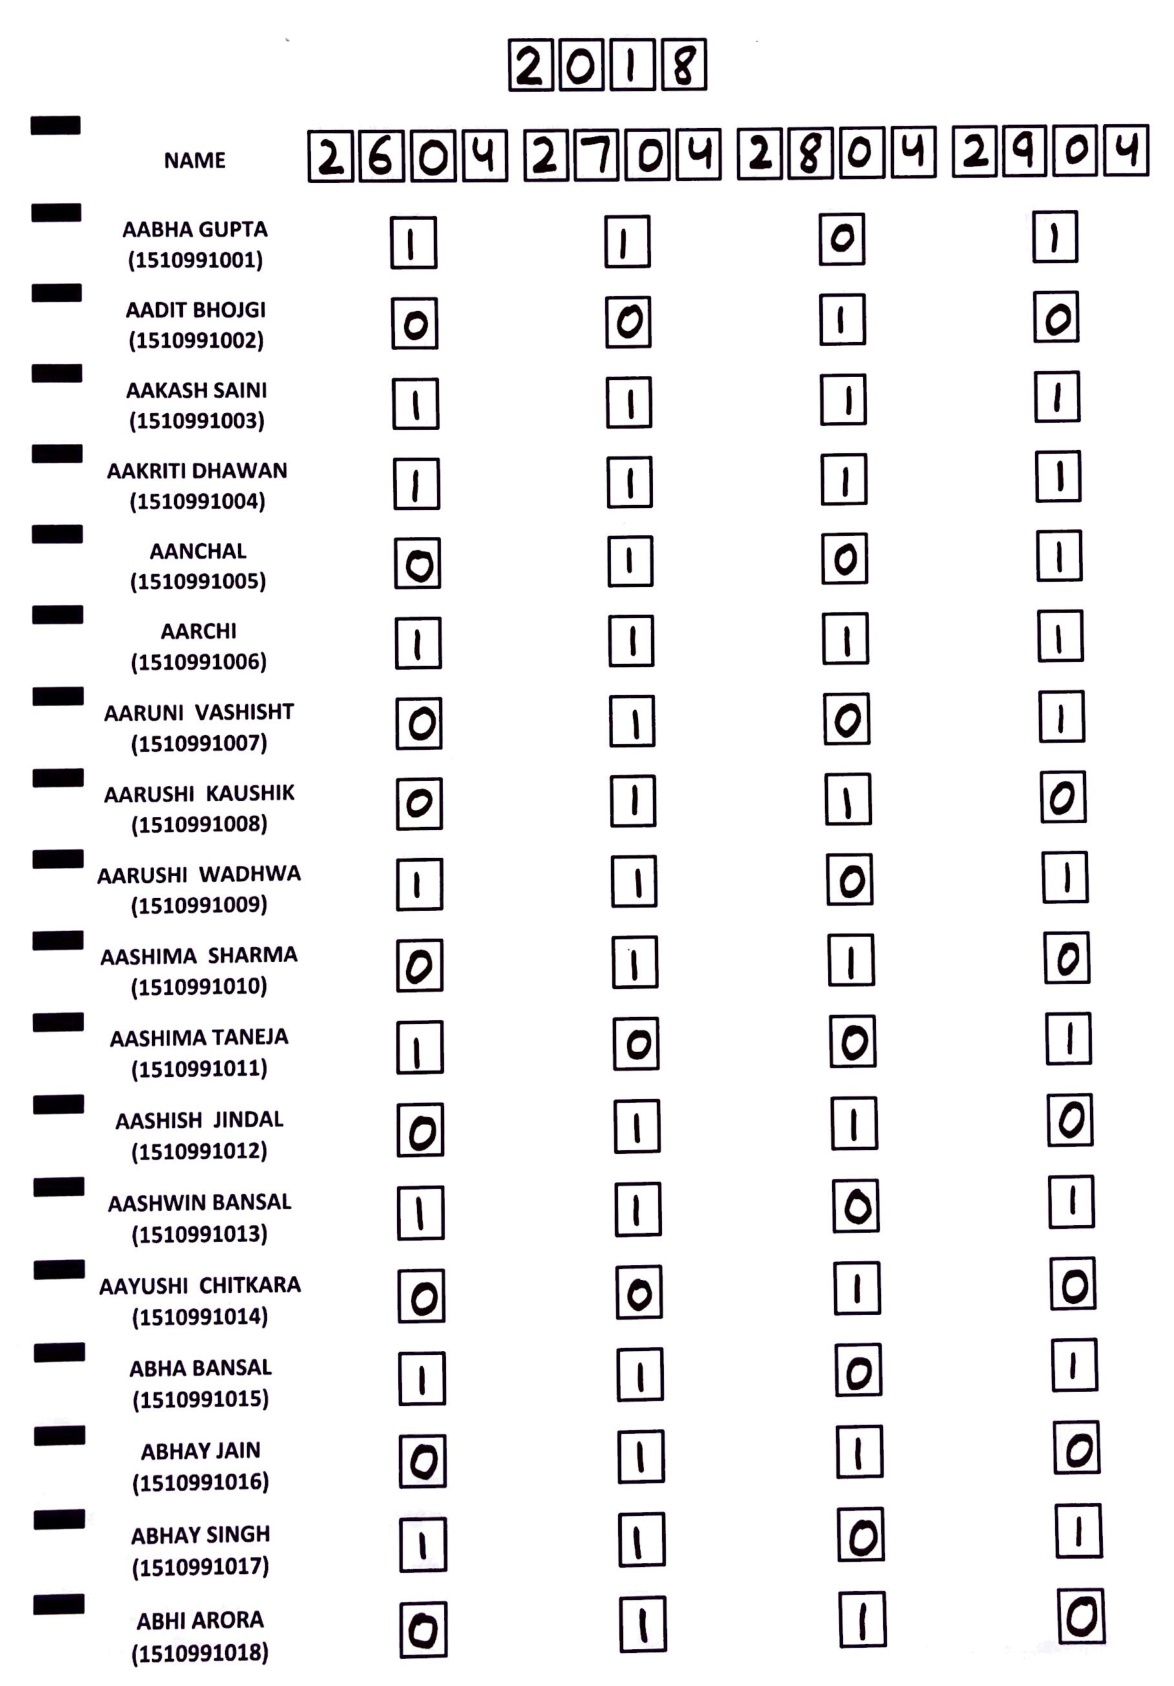 2018
NAME 2604 2704 2804 2904
AABHA GUPTA 1 1 0 1
(1510991001)
AADIT BHOJGI 0 0 1 0
(1510991002)
AAKASH SAINI 1 1 1 1
(1510991003)
AAKRITI DHAWAN 1 1 1 1
(1510991004)
AANCHAL 0 1 0 1
(1510991005)
AARCHI 1 1 1 1
(1510991006)
AARUNI VASHISHT 0 1 0 1
(1510991007)
AARUSHI KAUSHIK 0 1 1 0
(1510991008)
AARUSHI WADHWA 1 1 0 1
(1510991009)
AASHIMA SHARMA 0 1 1 0
(1510991010)
AASHIMA TANEJA 1 0 0 1
(1510991011)
AASHISH JINDAL 0 1 1 0
(1510991012)
AASHWIN BANSAL 1 1 0 1
(1510991013)
AAYUSHI CHITKARA 0 0 1 0
(1510991014)
ABHA BANSAL 1 1 0 1
(1510991015)
ABHAY JAIN 0 1 1 0
(1510991016)
ABHAY SINGH 1 1 0 1
(1510991017)
ABHI ARORA 0 1 1 0
(1510991018)